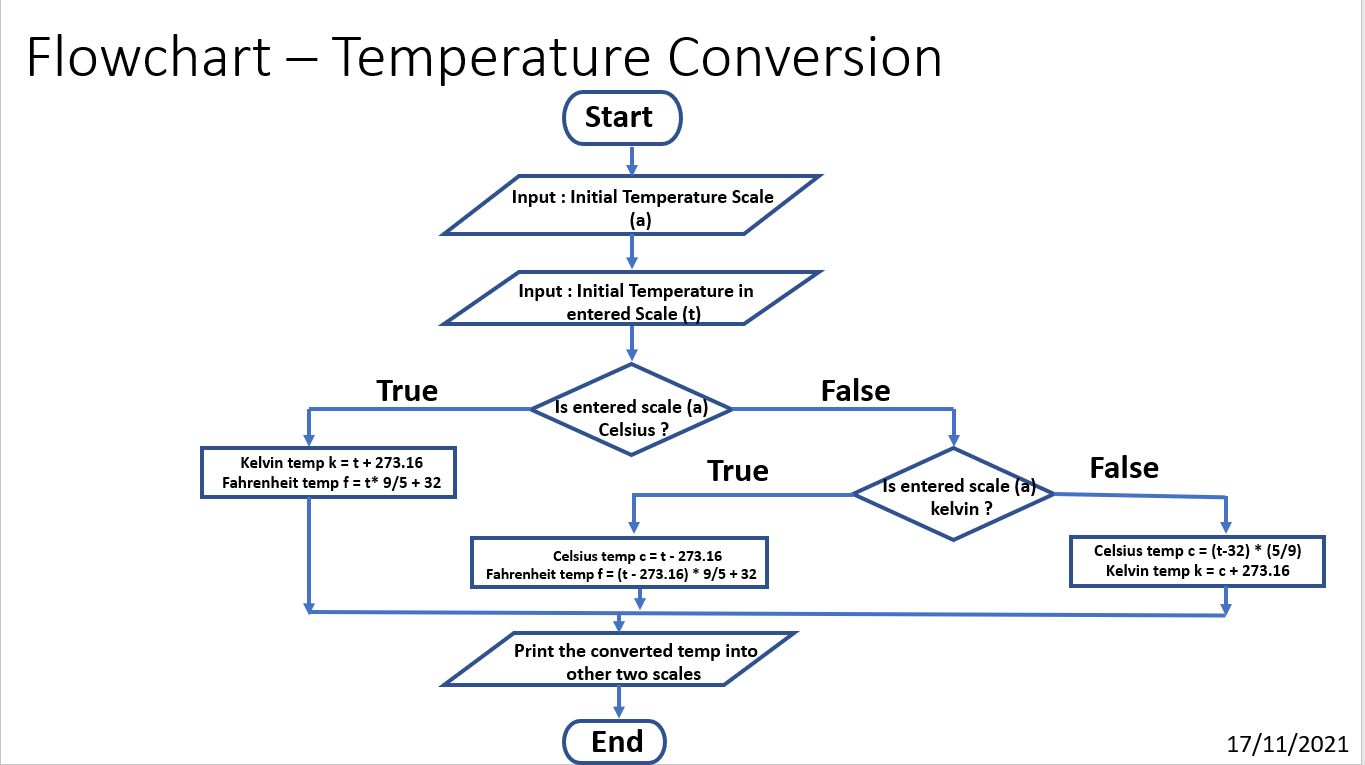 Flowchart – Temperature Conversion
Start
Input : Initial Temperature Scale
(a)
Input : Initial Temperature in
entered Scale (t)
True
False
Is entered scale (a)
Celsius ?
Kelvin temp k = t + 273.16
Fahrenheit temp f = t* 9/5 + 32
True
False
Is entered scale (a)
kelvin ?
Celsius temp c = t - 273.16
Fahrenheit temp f = (t - 273.16) * 9/5 + 32
Celsius temp c = (t-32) * (5/9)
Kelvin temp k = c + 273.16
Print the converted temp into
other two scales
End
17/11/2021